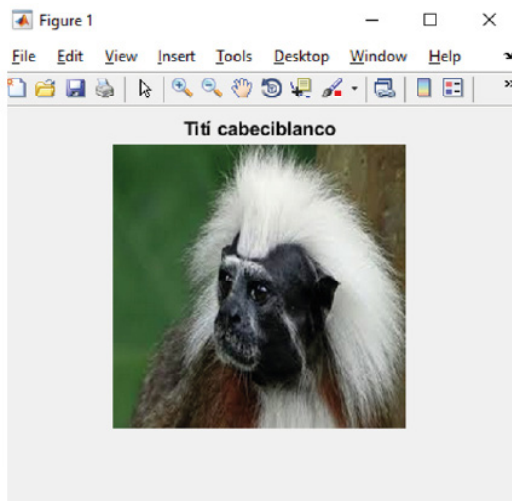 Figure 1
File Edit View Insert Tools Desktop Window Help
Tití cabeciblanco